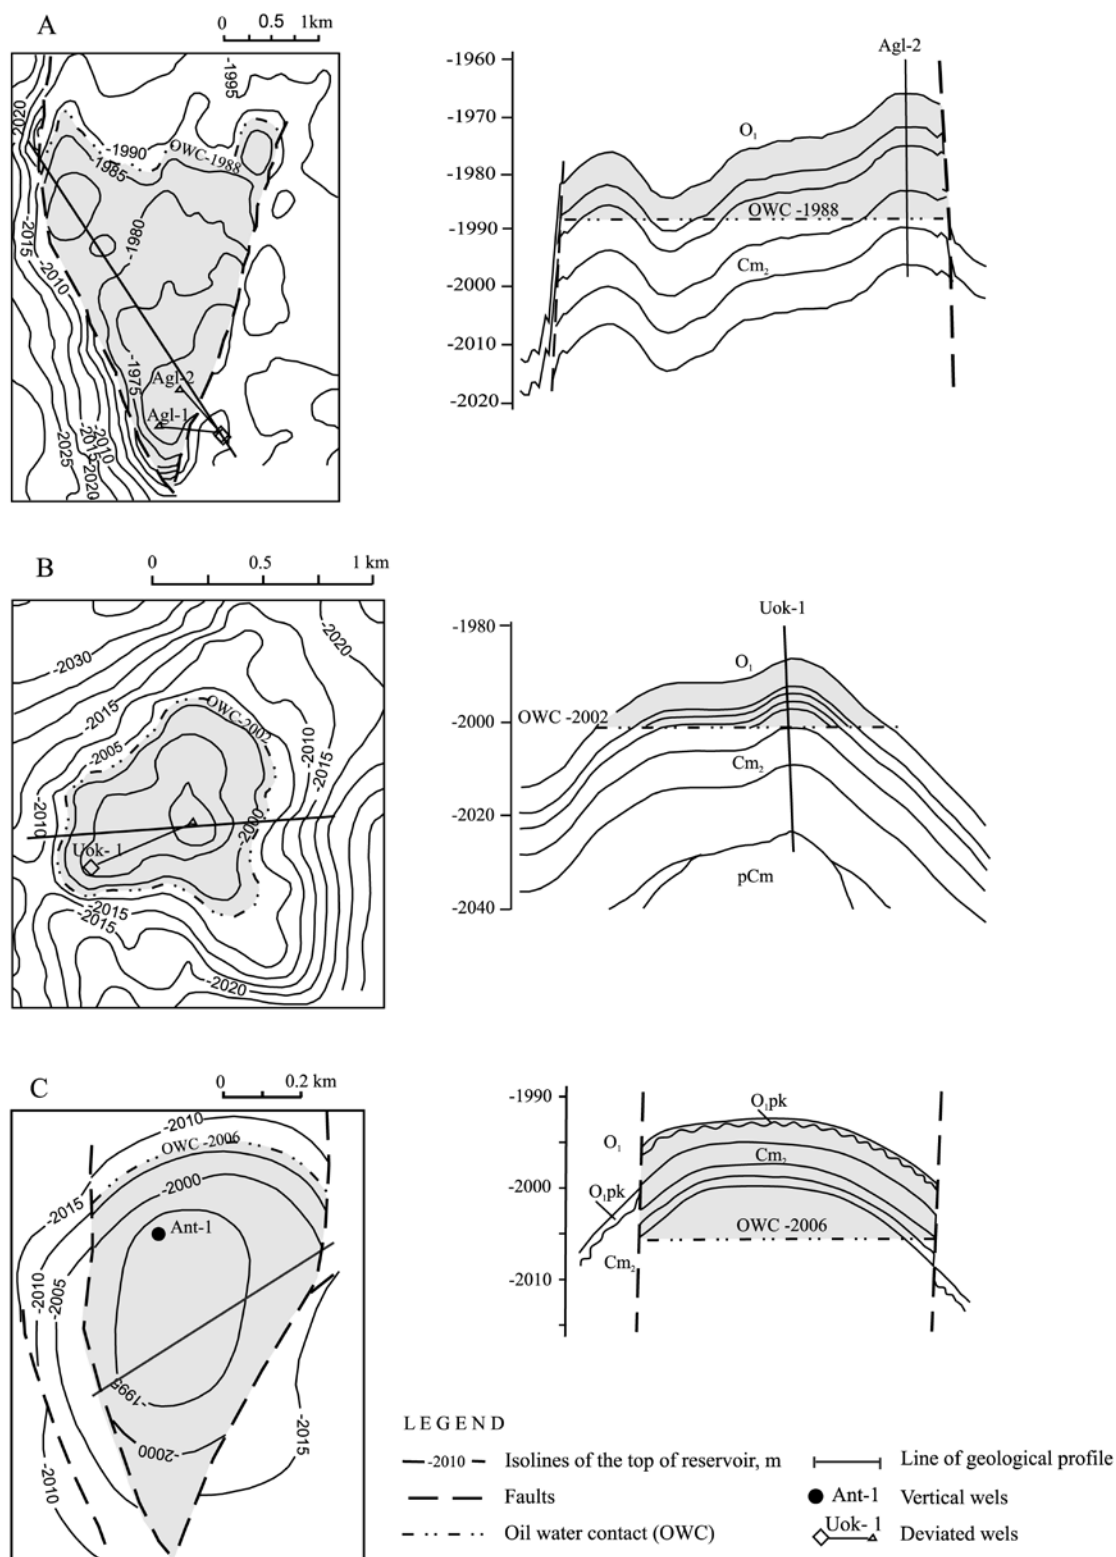 A
0 0.5 1km
-2020
-1995
-1990
OWC-1988
-1985
-1980
-2015
-2010
-1975
Agl-2
Agl-1
-2010
-2015
-2020
-2025
Agl-2
-1960
-1970
-1980
-1990
-2000
-2010
-2020
O₁
OWC -1988
Cm₂
B
0 0.5 1 km
-2030
-2020
-2015
OWC-2002
-2005
-2010
-2015
-2010
-2000
Uok- 1
-2015
-2015
-2020
Uok-1
-1980
-2000
-2020
-2040
O₁
OWC -2002
Cm₂
pCm
C
0 0.2 km
-2010
OWC -2006
-2000
-2015
Ant-1
-2010
-2005
-1995
-2000
-2015
-2010
-1990
-2000
-2010
O₁pk
O₁
Cm₂
O₁pk
OWC -2006
Cm₂
LEGEND
-2010 Isolines of the top of reservoir, m
Faults
Oil water contact (OWC)
Line of geological profile
Ant-1 Vertical wels
Uok- 1 Deviated wels